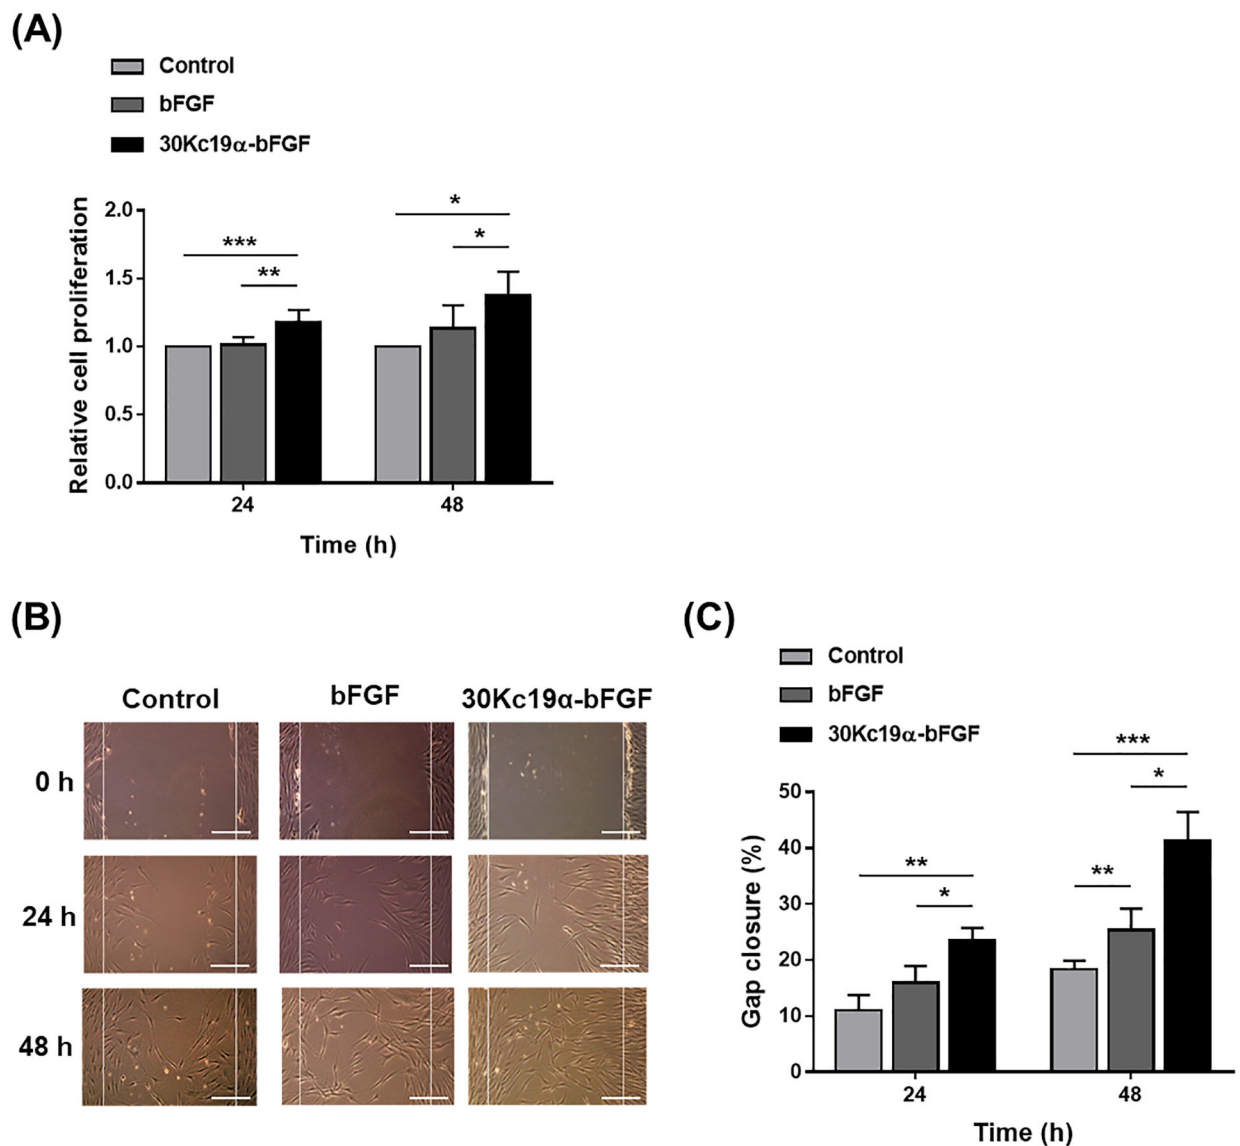 (A)
Control
bFGF
30Kc19α-bFGF
Relative cell proliferation
2.0
1.5
1.0
0.5
0.0
***
**
*
*
24
48
Time (h)
(B)
Control
bFGF
30Kc19α-bFGF
0 h
24 h
48 h
(C)
Control
bFGF
30Kc19α-bFGF
Gap closure (%)
50
40
30
20
10
0
**
*
***
*
**
24
48
Time (h)